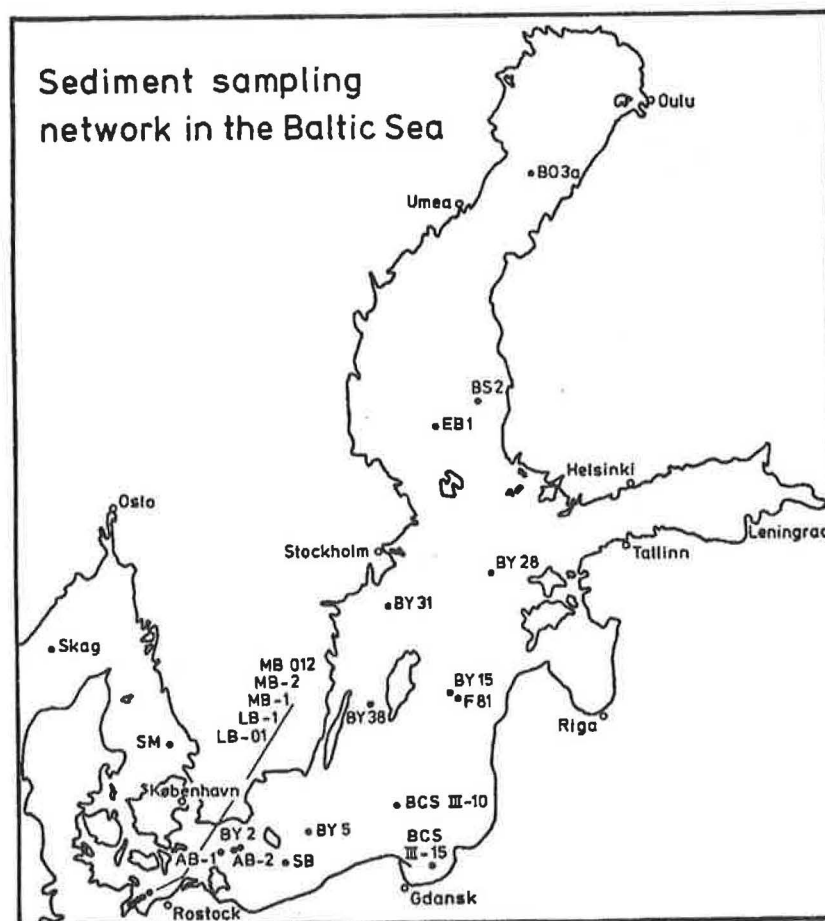 Sediment sampling
network in the Baltic Sea
Oulu
BO3a
Umea
BS2
EB1
Helsinki
Oslo
Leningrad
Stockholm
Tallinn
BY 28
BY 31
Skag
MB 012
MB-2
MB-1
LB-1
LB-01
BY 15
F 81
BY38
Riga
SM
København
BCS III-10
BY 2
BY 5
BCS
III-15
AB-1
AB-2
SB
Gdansk
Rostock